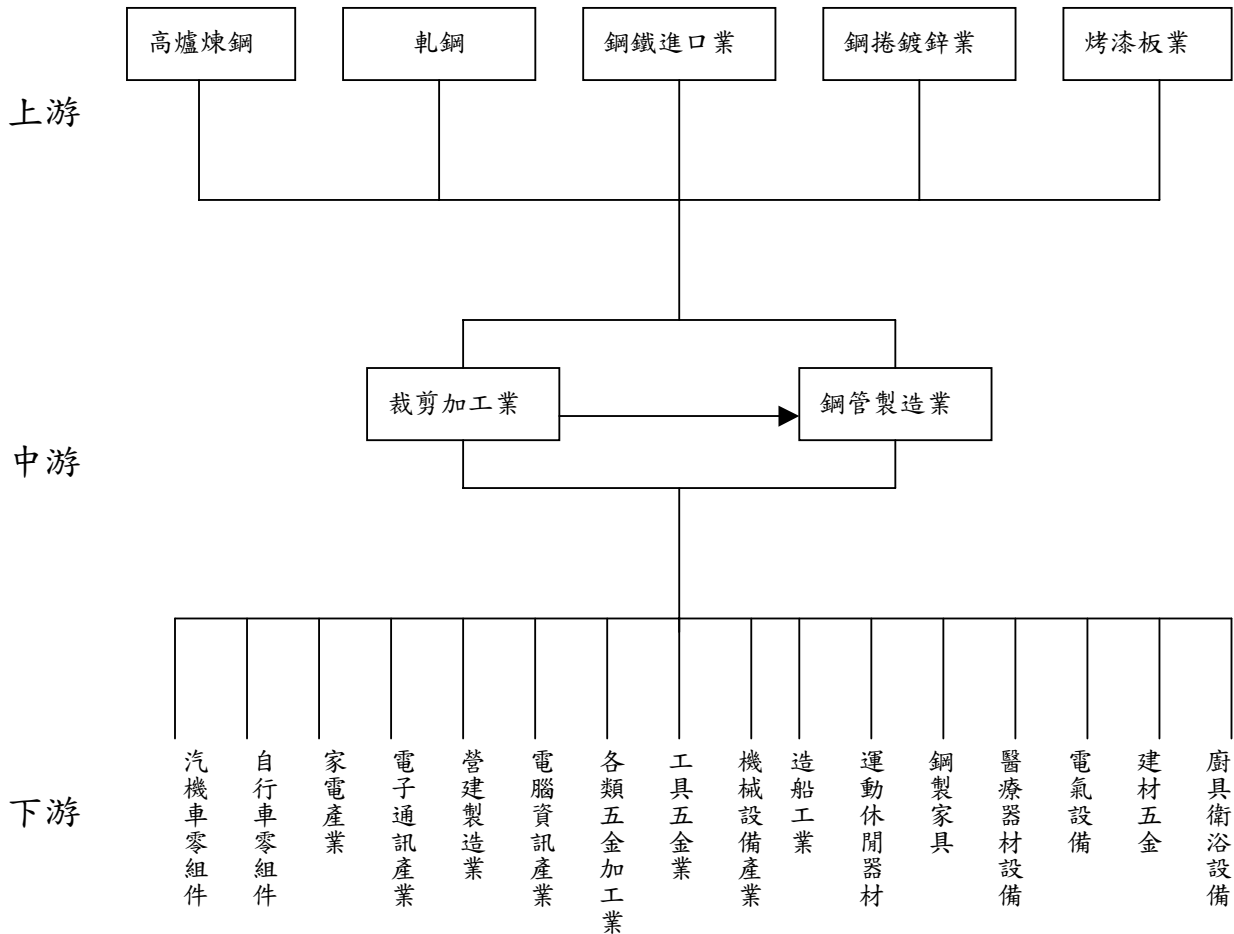 高爐煉鋼
軋鋼
鋼鐵進口業
鋼捲鍍鋅業
烤漆板業
上游
裁剪加工業
鋼管製造業
中游
下游
汽機車零組件
自行車零組件
家電產業
電子通訊產業
營建製造業
電腦資訊產業
各類五金加工業
工具五金業
機械設備產業
造船工業
運動休閒器材
鋼製家具
醫療器材設備
電氣設備
建材五金
廚具衛浴設備